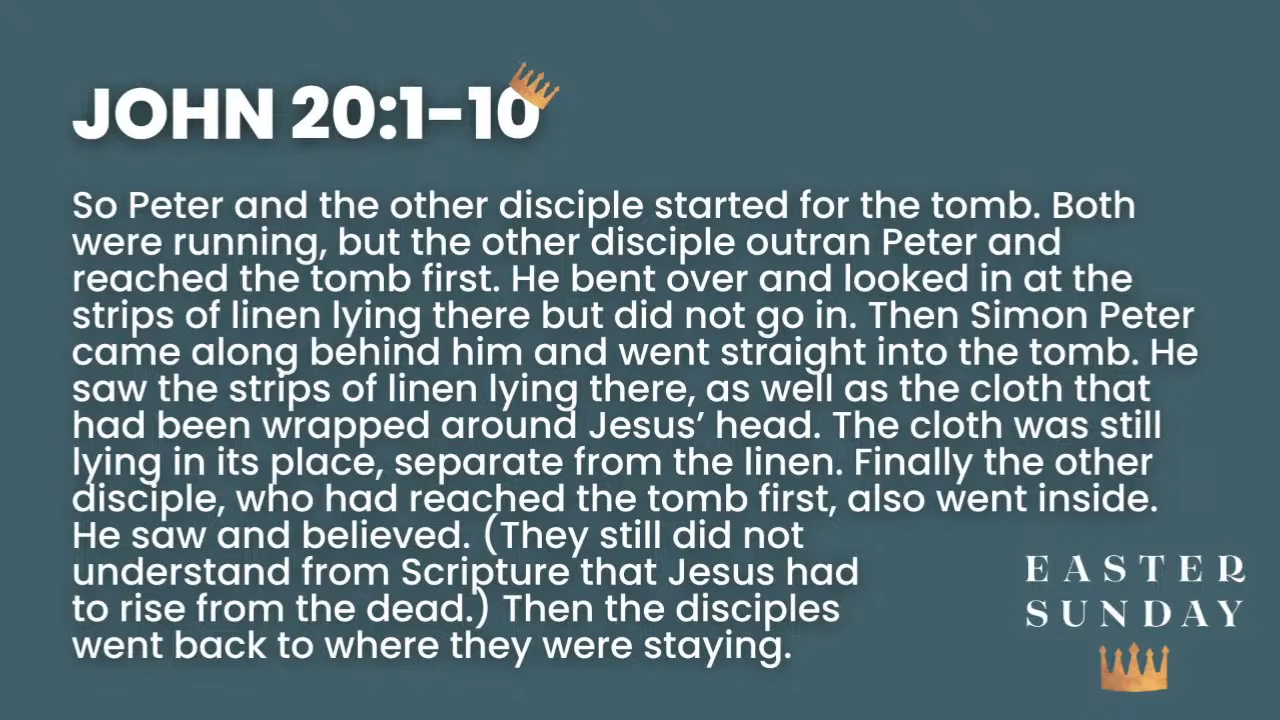 JOHN 20:1-10
So Peter and the other disciple started for the tomb. Both
were running, but the other disciple outran Peter and
reached the tomb first. He bent over and looked in at the
strips of linen lying there but did not go in. Then Simon Peter
came along behind him and went straight into the tomb. He
saw the strips of linen lying there, as well as the cloth that
had been wrapped around Jesus’ head. The cloth was still
lying in its place, separate from the linen. Finally the other
disciple, who had reached the tomb first, also went inside.
He saw and believed. (They still did not
understand from Scripture that Jesus had
to rise from the dead.) Then the disciples
went back to where they were staying.
EASTER
SUNDAY